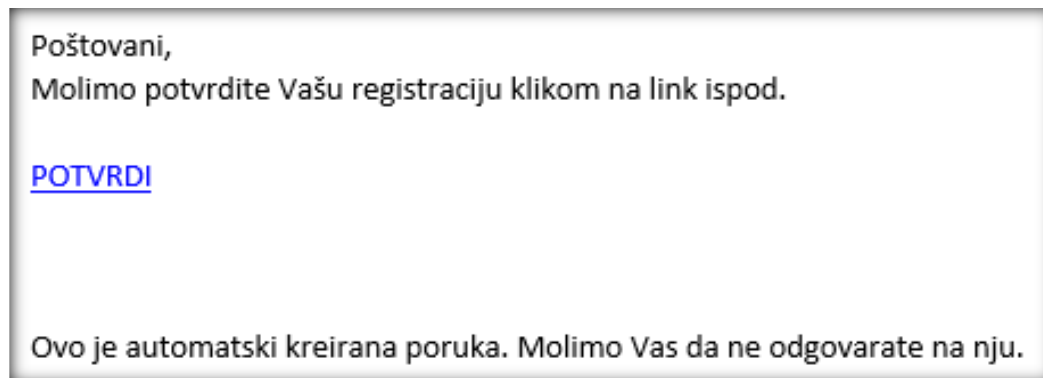 Poštovani,
Molimo potvrdite Vašu registraciju klikom na link ispod.
POTVRDI
Ovo je automatski kreirana poruka. Molimo Vas da ne odgovarate na nju.